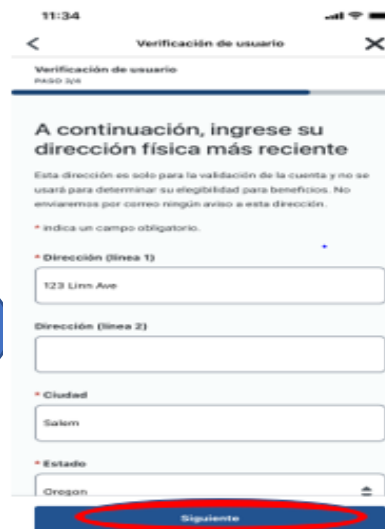 11:34
Verificación de usuario
Verificación de usuario
PASO 3/4
A continuación, ingrese su
dirección física más reciente
Esta dirección es solo para la validación de la cuenta y no se
usará para determinar su elegibilidad para beneficios. No
enviaremos por correo ningún aviso a esta dirección.
* indica un campo obligatorio.
* Dirección (línea 1)
123 Linn Ave
Dirección (línea 2)
* Ciudad
Salem
* Estado
Oregon
Siguiente